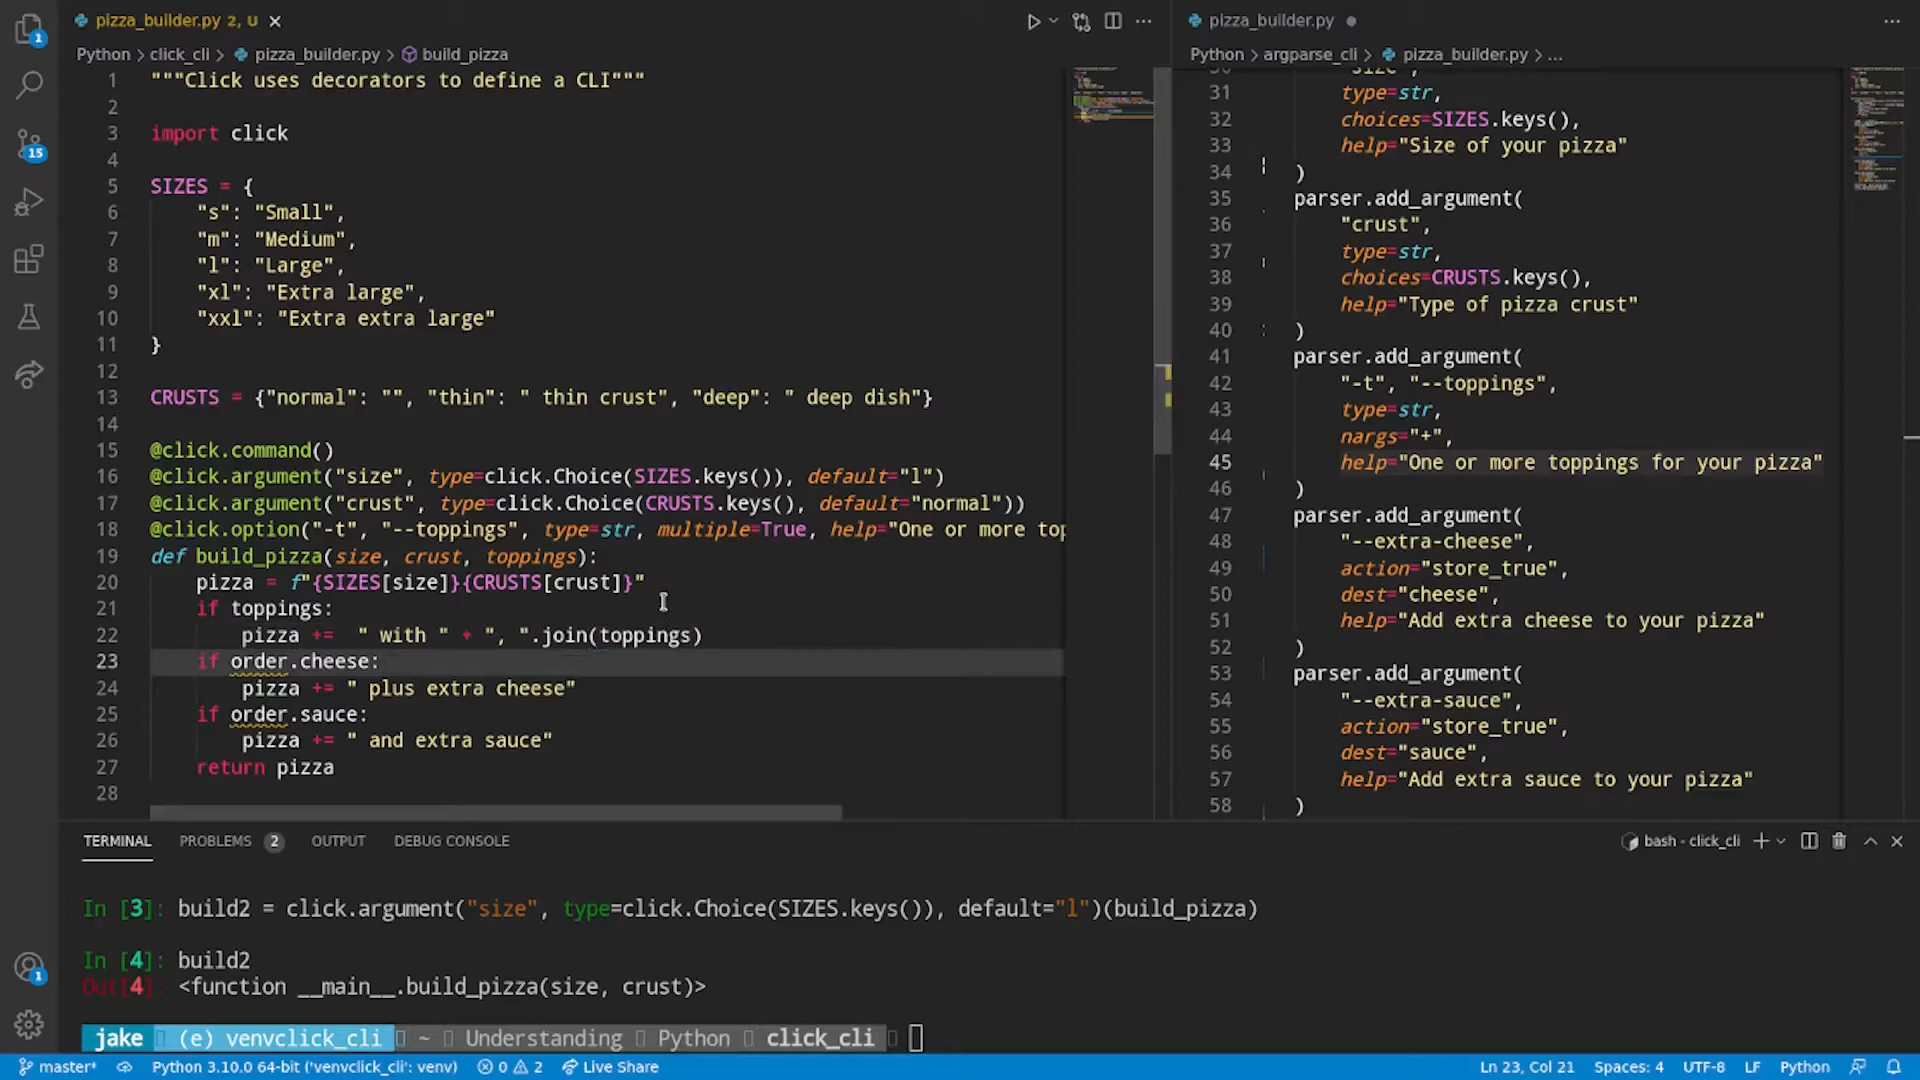 pizza_builder.py 2, U
Python > click_cli > pizza_builder.py > build_pizza
1 """Click uses decorators to define a CLI"""
2
3 import click
4
5 SIZES = {
6 "s": "Small",
7 "m": "Medium",
8 "l": "Large",
9 "xl": "Extra large",
10 "xxl": "Extra extra large"
11 }
12
13 CRUSTS = {"normal": "", "thin": " thin crust", "deep": " deep dish"}
14
15 @click.command()
16 @click.argument("size", type=click.Choice(SIZES.keys()), default="l")
17 @click.argument("crust", type=click.Choice(CRUSTS.keys(), default="normal"))
18 @click.option("-t", "--toppings", type=str, multiple=True, help="One or more top
19 def build_pizza(size, crust, toppings):
20 pizza = f"{SIZES[size]}{CRUSTS[crust]}"
21 if toppings:
22 pizza += " with " + ", ".join(toppings)
23 if order.cheese:
24 pizza += " plus extra cheese"
25 if order.sauce:
26 pizza += " and extra sauce"
27 return pizza
28
pizza_builder.py
Python > argparse_cli > pizza_builder.py > ...
31 type=str,
32 choices=SIZES.keys(),
33 help="Size of your pizza"
34 )
35 parser.add_argument(
36 "crust",
37 type=str,
38 choices=CRUSTS.keys(),
39 help="Type of pizza crust"
40 )
41 parser.add_argument(
42 "-t", "--toppings",
43 type=str,
44 nargs="+",
45 help="One or more toppings for your pizza"
46 )
47 parser.add_argument(
48 "--extra-cheese",
49 action="store_true",
50 dest="cheese",
51 help="Add extra cheese to your pizza"
52 )
53 parser.add_argument(
54 "--extra-sauce",
55 action="store_true",
56 dest="sauce",
57 help="Add extra sauce to your pizza"
58 )
1
15
1
TERMINAL PROBLEMS 2 OUTPUT DEBUG CONSOLE
bash - click_cli
In [3]: build2 = click.argument("size", type=click.Choice(SIZES.keys()), default="l")(build_pizza)
In [4]: build2
Out[4]: <function __main__.build_pizza(size, crust)>
jake (e) venvclick_cli ~ Understanding Python click_cli
master* Python 3.10.0 64-bit ('venvclick_cli': venv) 0 2 Live Share
Ln 23, Col 21 Spaces: 4 UTF-8 LF Python